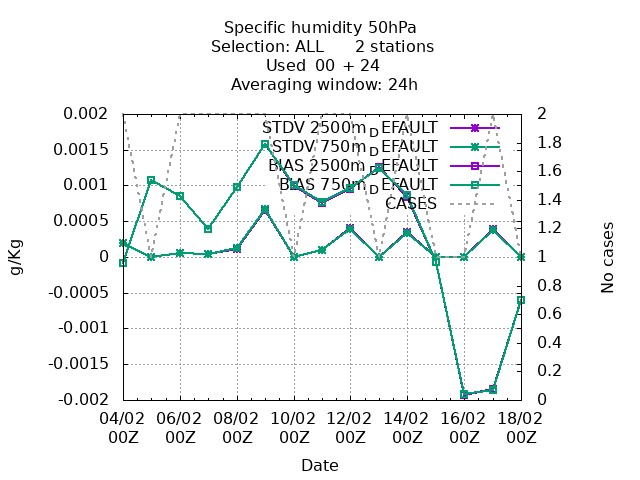 Specific humidity 50hPa
Selection: ALL 2 stations
Used 00 + 24
Averaging window: 24h
0.002
0.0015
0.001
0.0005
0
-0.0005
-0.001
-0.0015
-0.002
g/Kg
STDV 2500m_DEFAULT
STDV 750m_DEFAULT
BIAS 2500m_DEFAULT
BIAS 750m_DEFAULT
CASES
2
1.8
1.6
1.4
1.2
1
0.8
0.6
0.4
0.2
0
No cases
04/02 06/02 08/02 10/02 12/02 14/02 16/02 18/02
00Z 00Z 00Z 00Z 00Z 00Z 00Z 00Z
Date